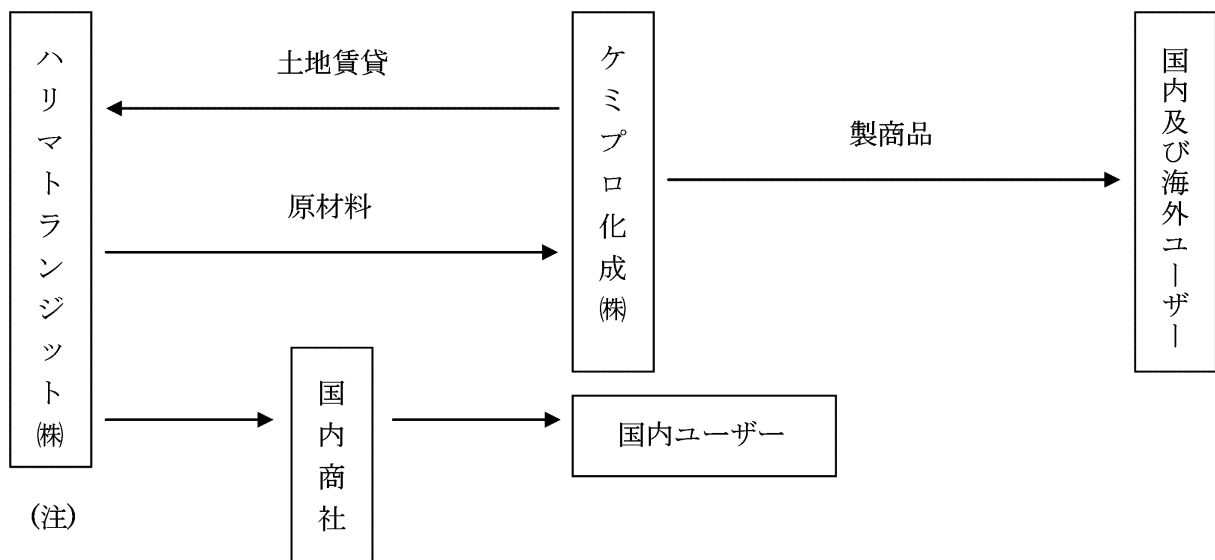 ハリマトランジット㈱
土地賃貸
原材料
ケミプロ化成㈱
製商品
国内及び海外ユーザー
国内商社
国内ユーザー
(注)